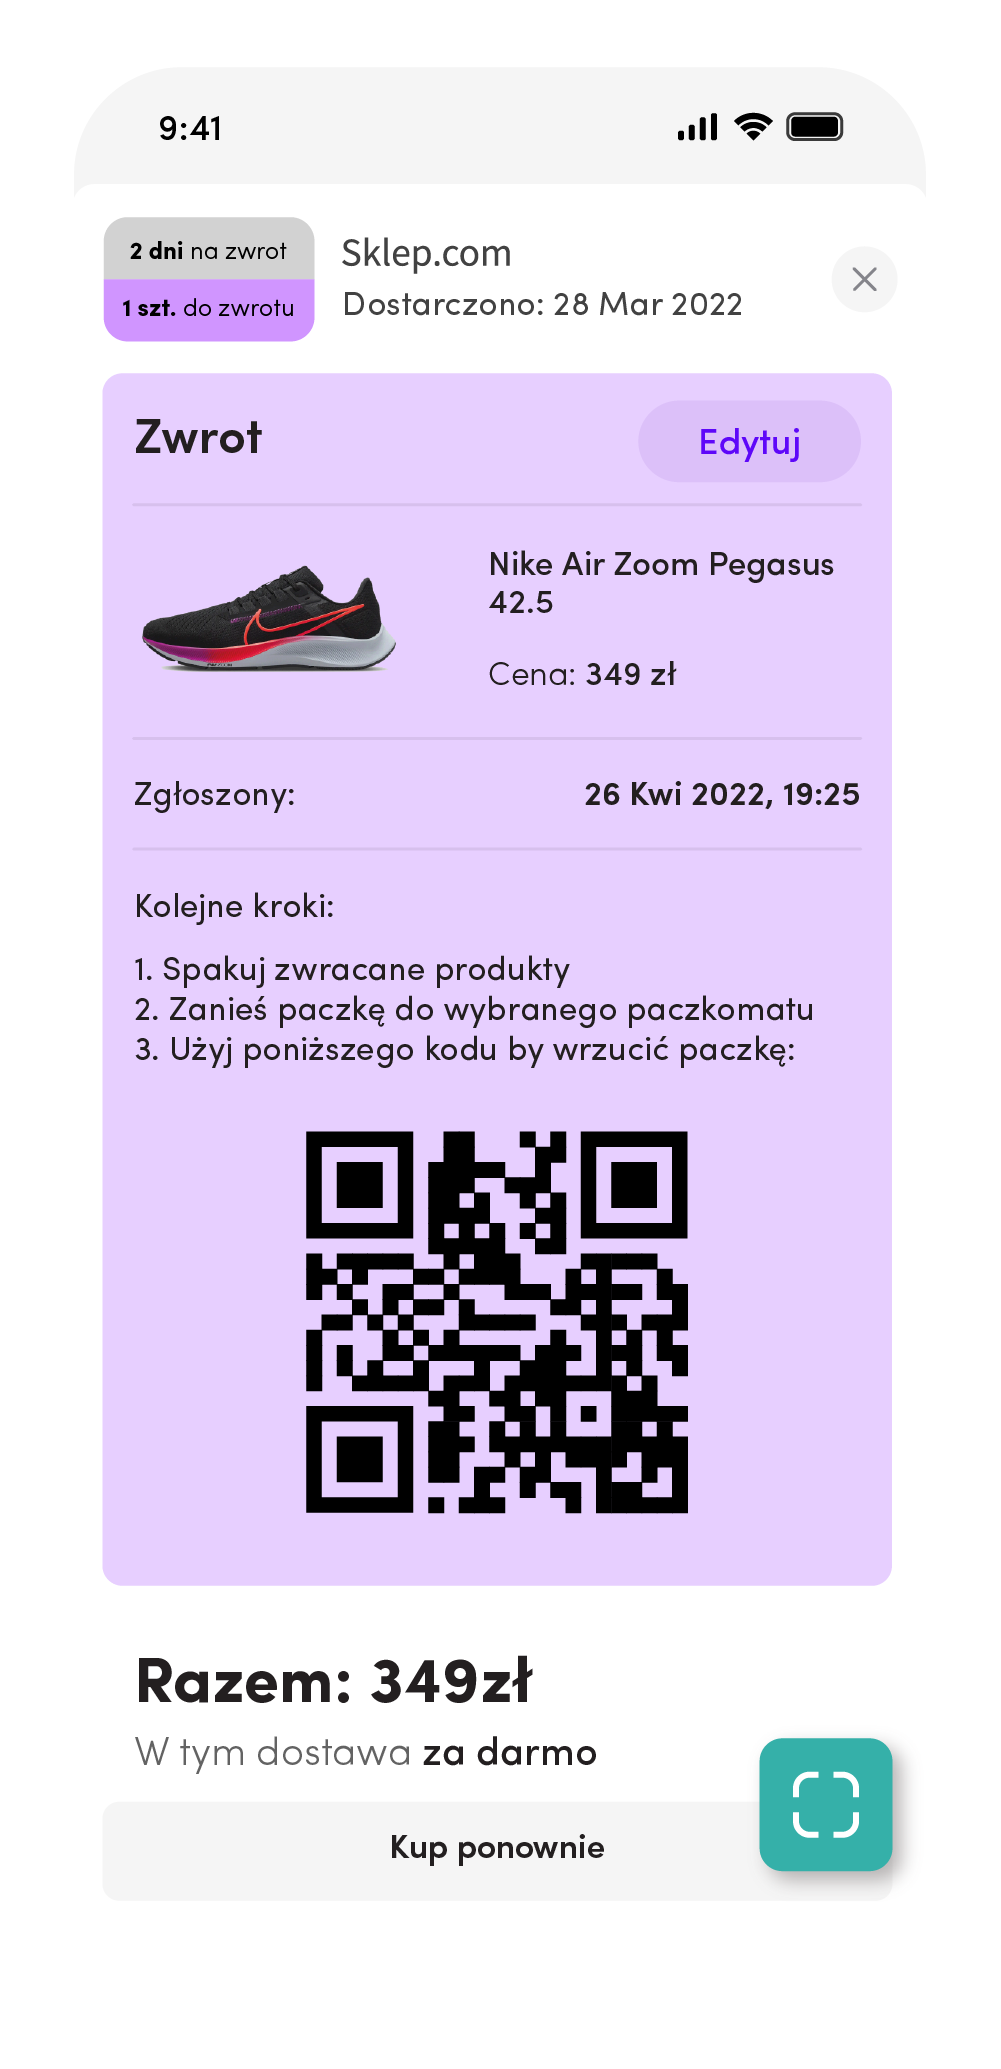 9:41
2 dni na zwrot
1 szt. do zwrotu
Sklep.com
Dostarczono: 28 Mar 2022
Zwrot
Edytuj
Nike Air Zoom Pegasus
42.5
Cena: 349 zł
Zgłoszony:
26 Kwi 2022, 19:25
Kolejne kroki:
1. Spakuj zwracane produkty
2. Zanieś paczkę do wybranego paczkomatu
3. Użyj poniższego kodu by wrzucić paczkę:
Razem: 349zł
W tym dostawa za darmo
Kup ponownie